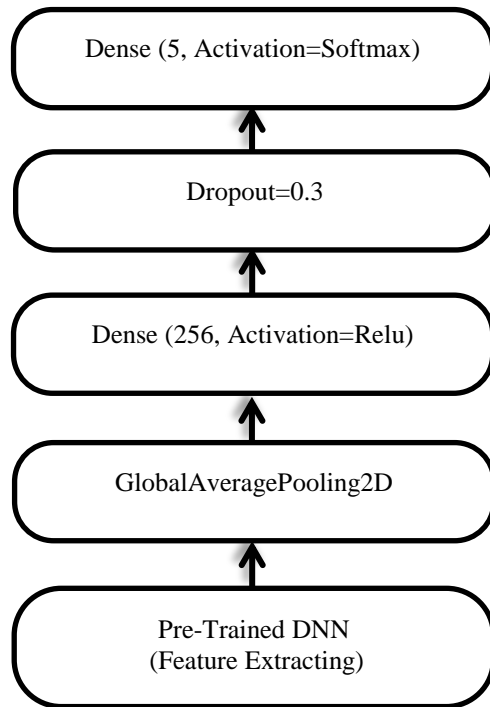 Dense (5, Activation=Softmax)
Dropout=0.3
Dense (256, Activation=Relu)
GlobalAveragePooling2D
Pre-Trained DNN
(Feature Extracting)